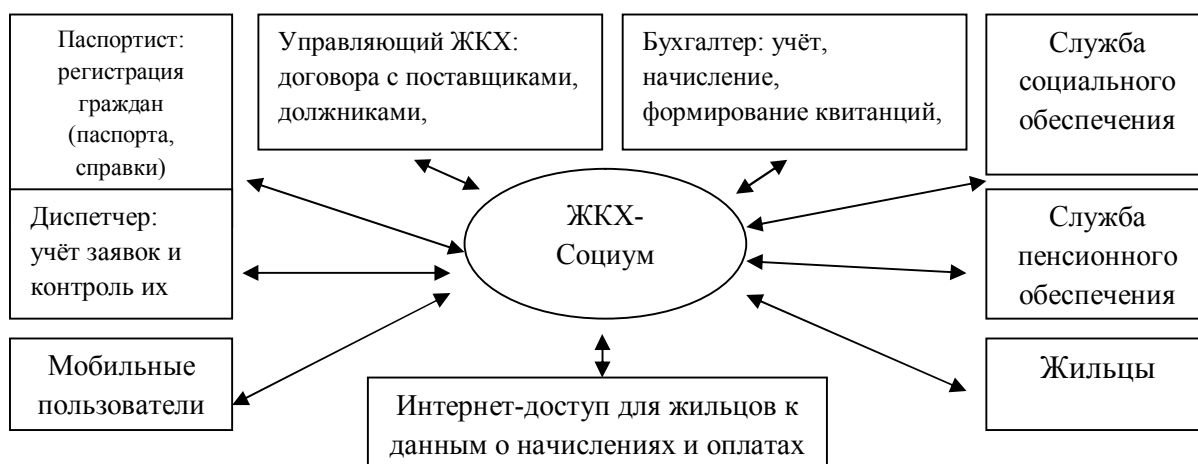 Паспортист:
регистрация
граждан
(паспорта,
справки)
Управляющий ЖКХ:
договора с поставщиками,
должниками,
Бухгалтер: учёт,
начисление,
формирование квитанций,
Служба
социального
обеспечения
Диспетчер:
учёт заявок и
контроль их
ЖКХ-
Социум
Служба
пенсионного
обеспечения
Мобильные
пользователи
Интернет-доступ для жильцов к
данным о начислениях и оплатах
Жильцы